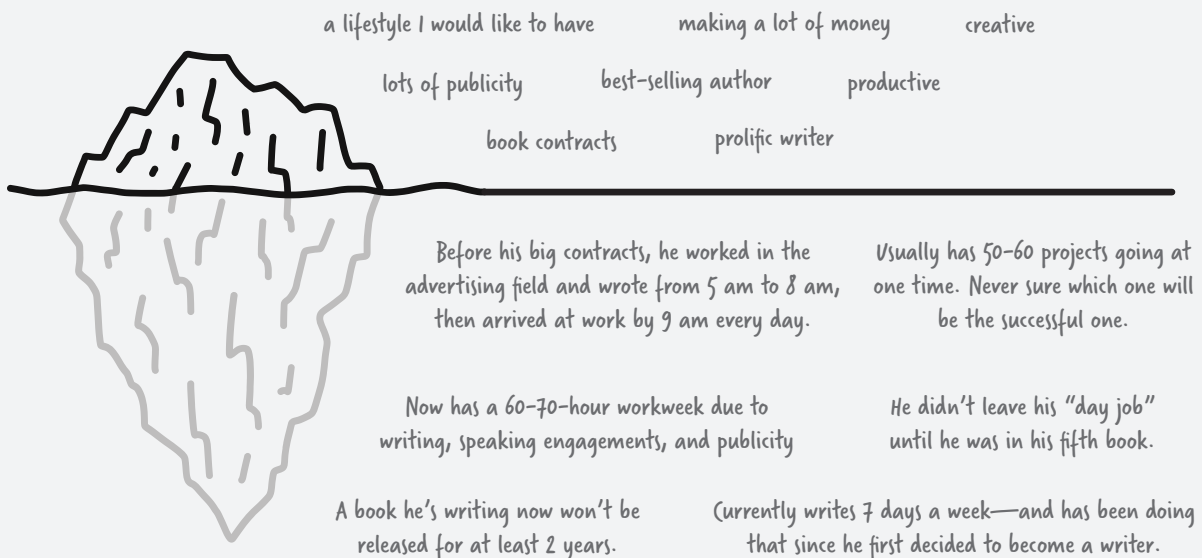 a lifestyle I would like to have
making a lot of money
creative
lots of publicity
best-selling author
productive
book contracts
prolific writer
Before his big contracts, he worked in the
advertising field and wrote from 5 am to 8 am,
then arrived at work by 9 am every day.
Usually has 50-60 projects going at
one time. Never sure which one will
be the successful one.
Now has a 60-70-hour workweek due to
writing, speaking engagements, and publicity
He didn't leave his “day job”
until he was in his fifth book.
A book he's writing now won't be
released for at least 2 years.
Currently writes 7 days a week—and has been doing
that since he first decided to become a writer.